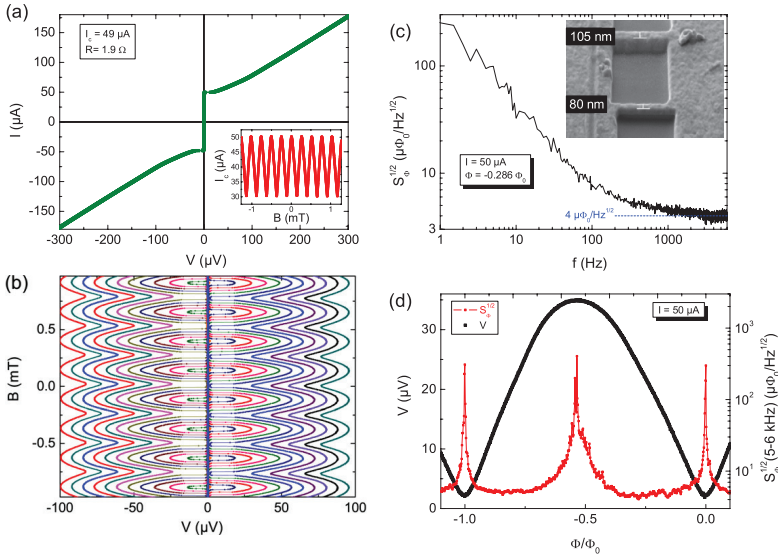 (a)
I_c = 49 µA
R= 1.9 Ω
I (µA)
150
100
50
0
-50
-100
150
-300 -200 -100 0 100 200 300
V (µV)
I_c (µA)
50
45
40
35
30
-1 0 1
B (mT)
(b)
B (mT)
0.5
0.0
-0.5
-100 -50 0 50 100
V (µV)
(c)
S_Φ^1/2 (µΦ_0/Hz^1/2)
100
10
3
1 10 100 1000
f (Hz)
105 nm
80 nm
I = 50 µA
Φ = -0.286 Φ_0
4 µΦ_0/Hz^1/2
(d)
S_Φ^1/2
V
I = 50 µA
V (µV)
35
30
25
20
15
10
5
0
-1.0 -0.5 0.0
Φ/Φ_0
10^3
10^2
10^1
S_Φ^1/2(5-6 kHz) (µΦ_0/Hz^1/2)